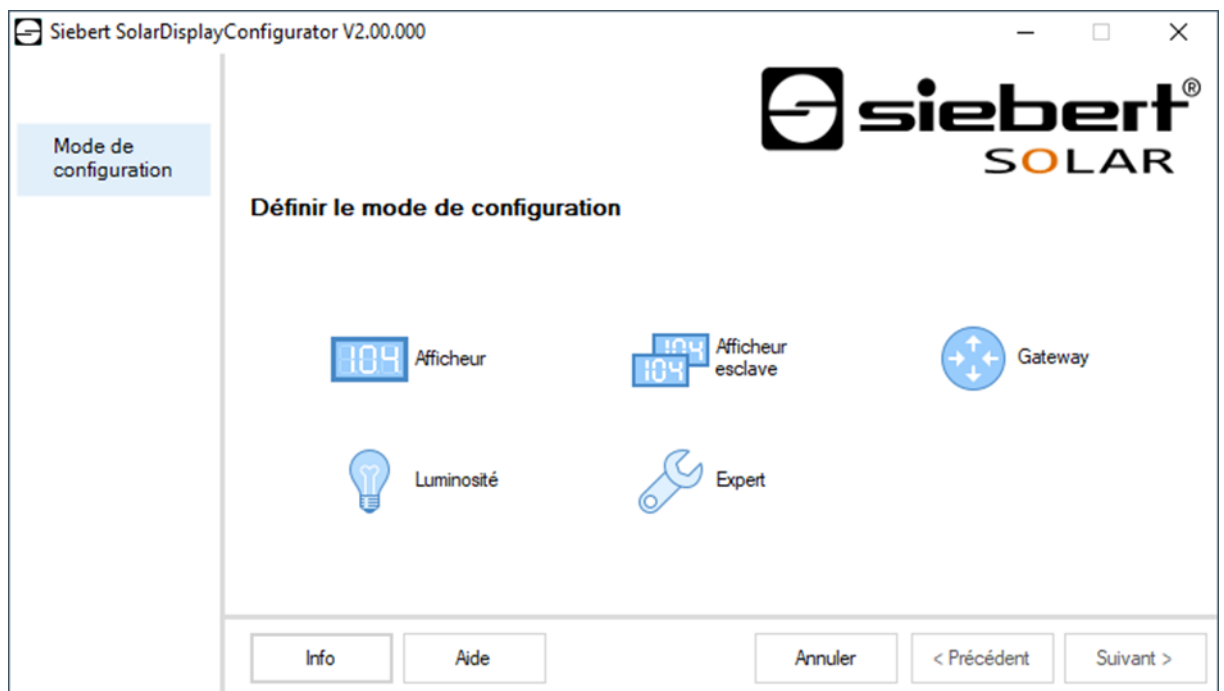 Siebert SolarDisplayConfigurator V2.00.000
siebert®
SOLAR
Mode de
configuration
Définir le mode de configuration
104 Afficheur
104
104
Afficheur
esclave
Gateway
Luminosité
Expert
Info
Aide
Annuler
< Précédent
Suivant >